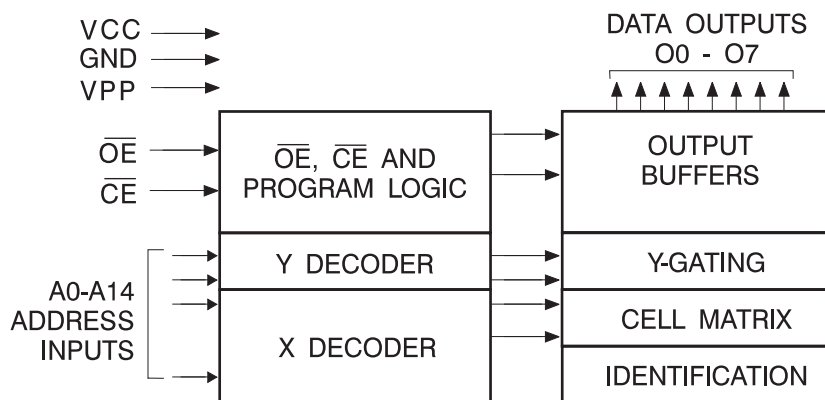 VCC
GND
VPP
OE
CE
A0-A14
ADDRESS
INPUTS
OE, CE AND
PROGRAM LOGIC
Y DECODER
X DECODER
DATA OUTPUTS
O0 - O7
OUTPUT
BUFFERS
Y-GATING
CELL MATRIX
IDENTIFICATION